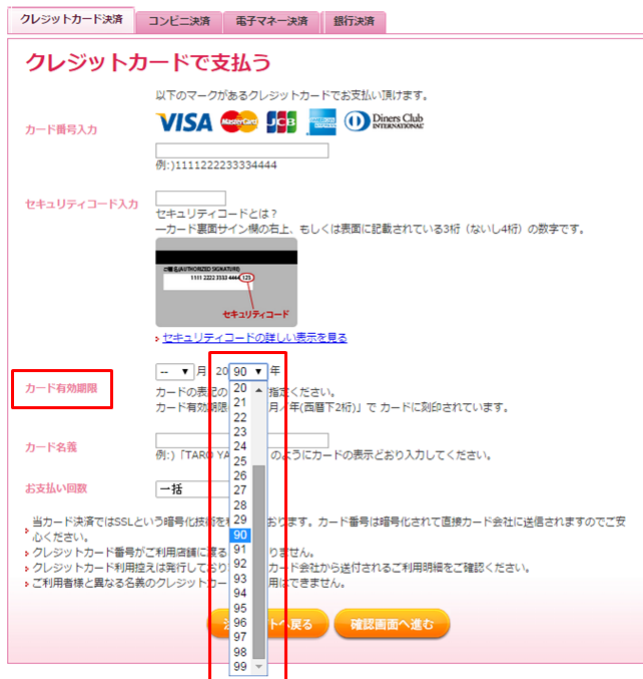 クレジットカード決済 コンビニ決済 電子マネー決済 銀行決済
クレジットカードで支払う
以下のマークがあるクレジットカードでお支払い頂けます。
カード番号入力
VISA MasterCard JCB AMERICAN EXPRESS Diners Club INTERNATIONAL
例:)1111222233334444
セキュリティコード入力
セキュリティコードとは？
―カード裏面サイン欄の右上、もしくは表面に記載されている3桁（ないし4桁）の数字です。
ご署名(AUTHORIZED SIGNATURE)
1111 2222 3333 4444 123
セキュリティコード
セキュリティコードの詳しい表示を見る
カード有効期限
-- ▼ 月 20 90 ▼ 年
カードの表記の 指定ください。
カード有効期限 月／年(西暦下2桁)」で カードに刻印されています。
20
21
22
23
24
25
26
27
28
29
90
91
92
93
94
95
96
97
98
99
カード名義
例:)「TARO YA のようにカードの表示どおり入力してください。
お支払い回数
一括
当カード決済ではSSLという暗号化技術を おります。カード番号は暗号化されて直接カード会社に送信されますのでご安
心ください。
クレジットカード番号がご利用店舗に渡る りません。
クレジットカード利用控えは発行しており カード会社から送付されるご利用明細をご確認ください。
ご利用者様と異なる名義のクレジットカー 用はできません。
トへ戻る 確認画面へ進む